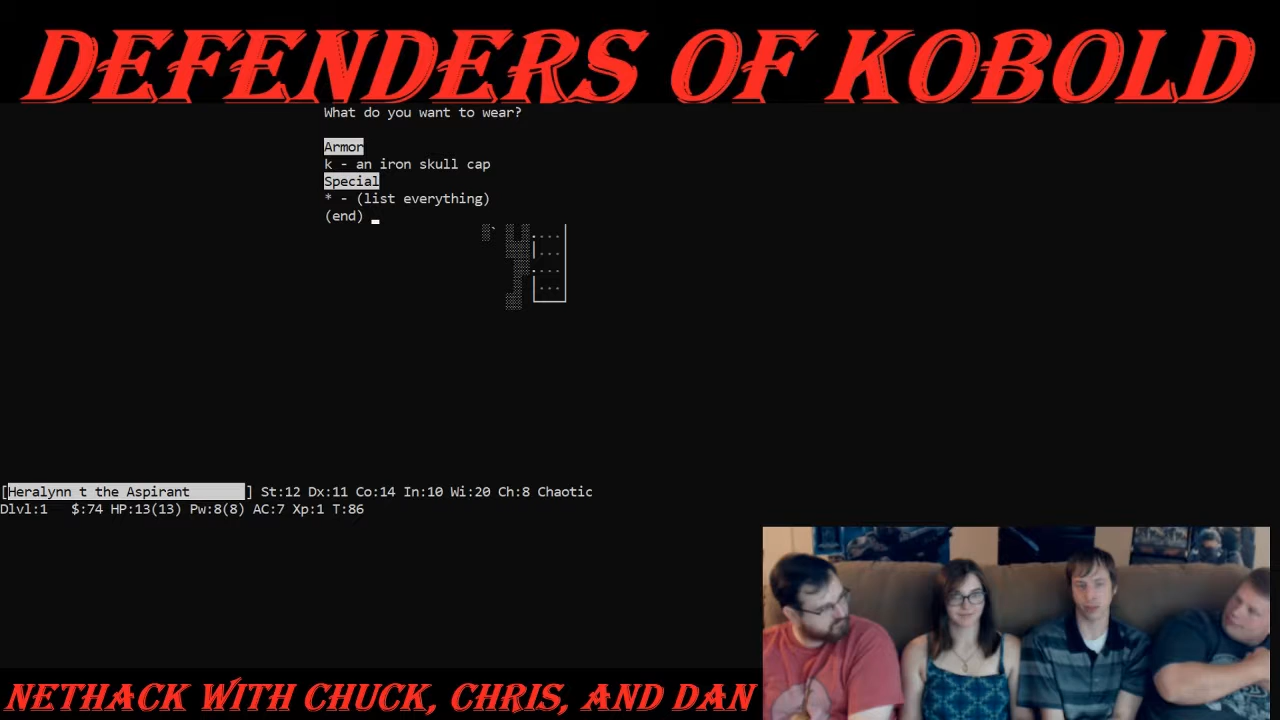 DEFENDERS OF KOBOLD
What do you want to wear?
Armor
k - an iron skull cap
Special
* - (list everything)
(end)
[Heralynn t the Aspirant ] St:12 Dx:11 Co:14 In:10 Wi:20 Ch:8 Chaotic
Dlvl:1 $:74 HP:13(13) Pw:8(8) AC:7 Xp:1 T:86
NETHACK WITH CHUCK, CHRIS, AND DAN